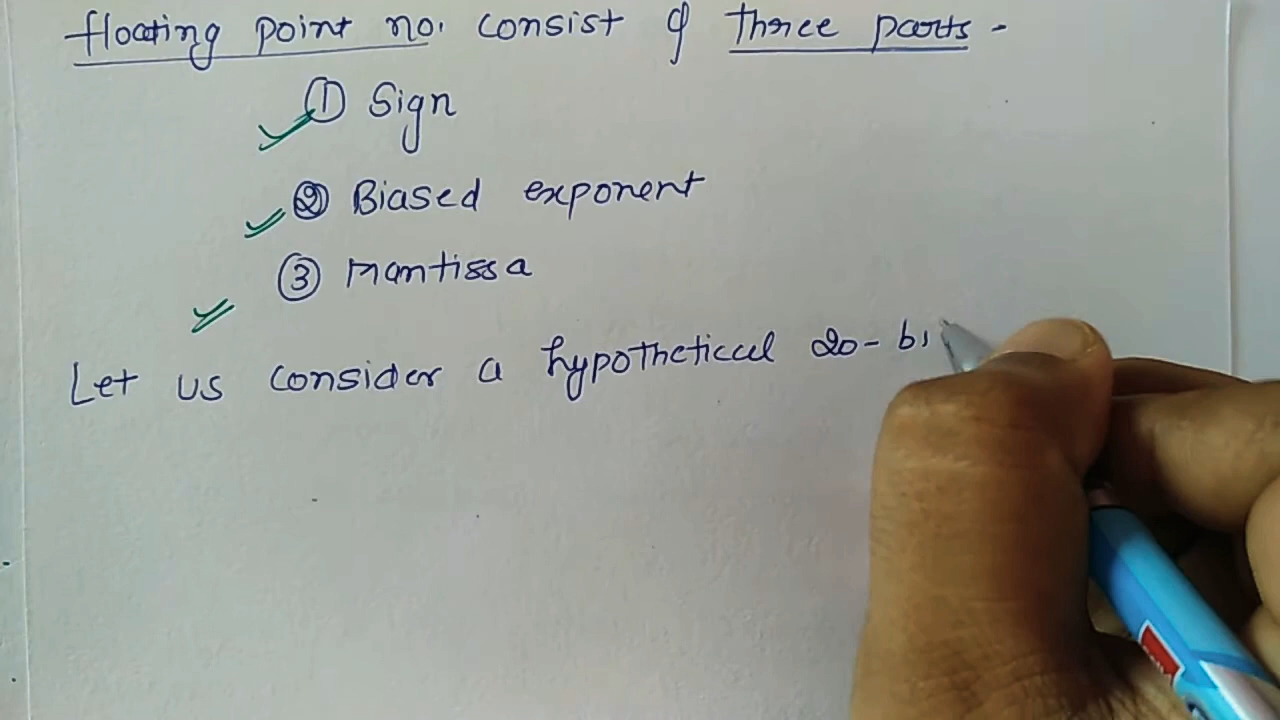 floating point no. consist of three parts -
① Sign
② Biased exponent
③ Mantissa
Let us consider a hypothetical 20-bi